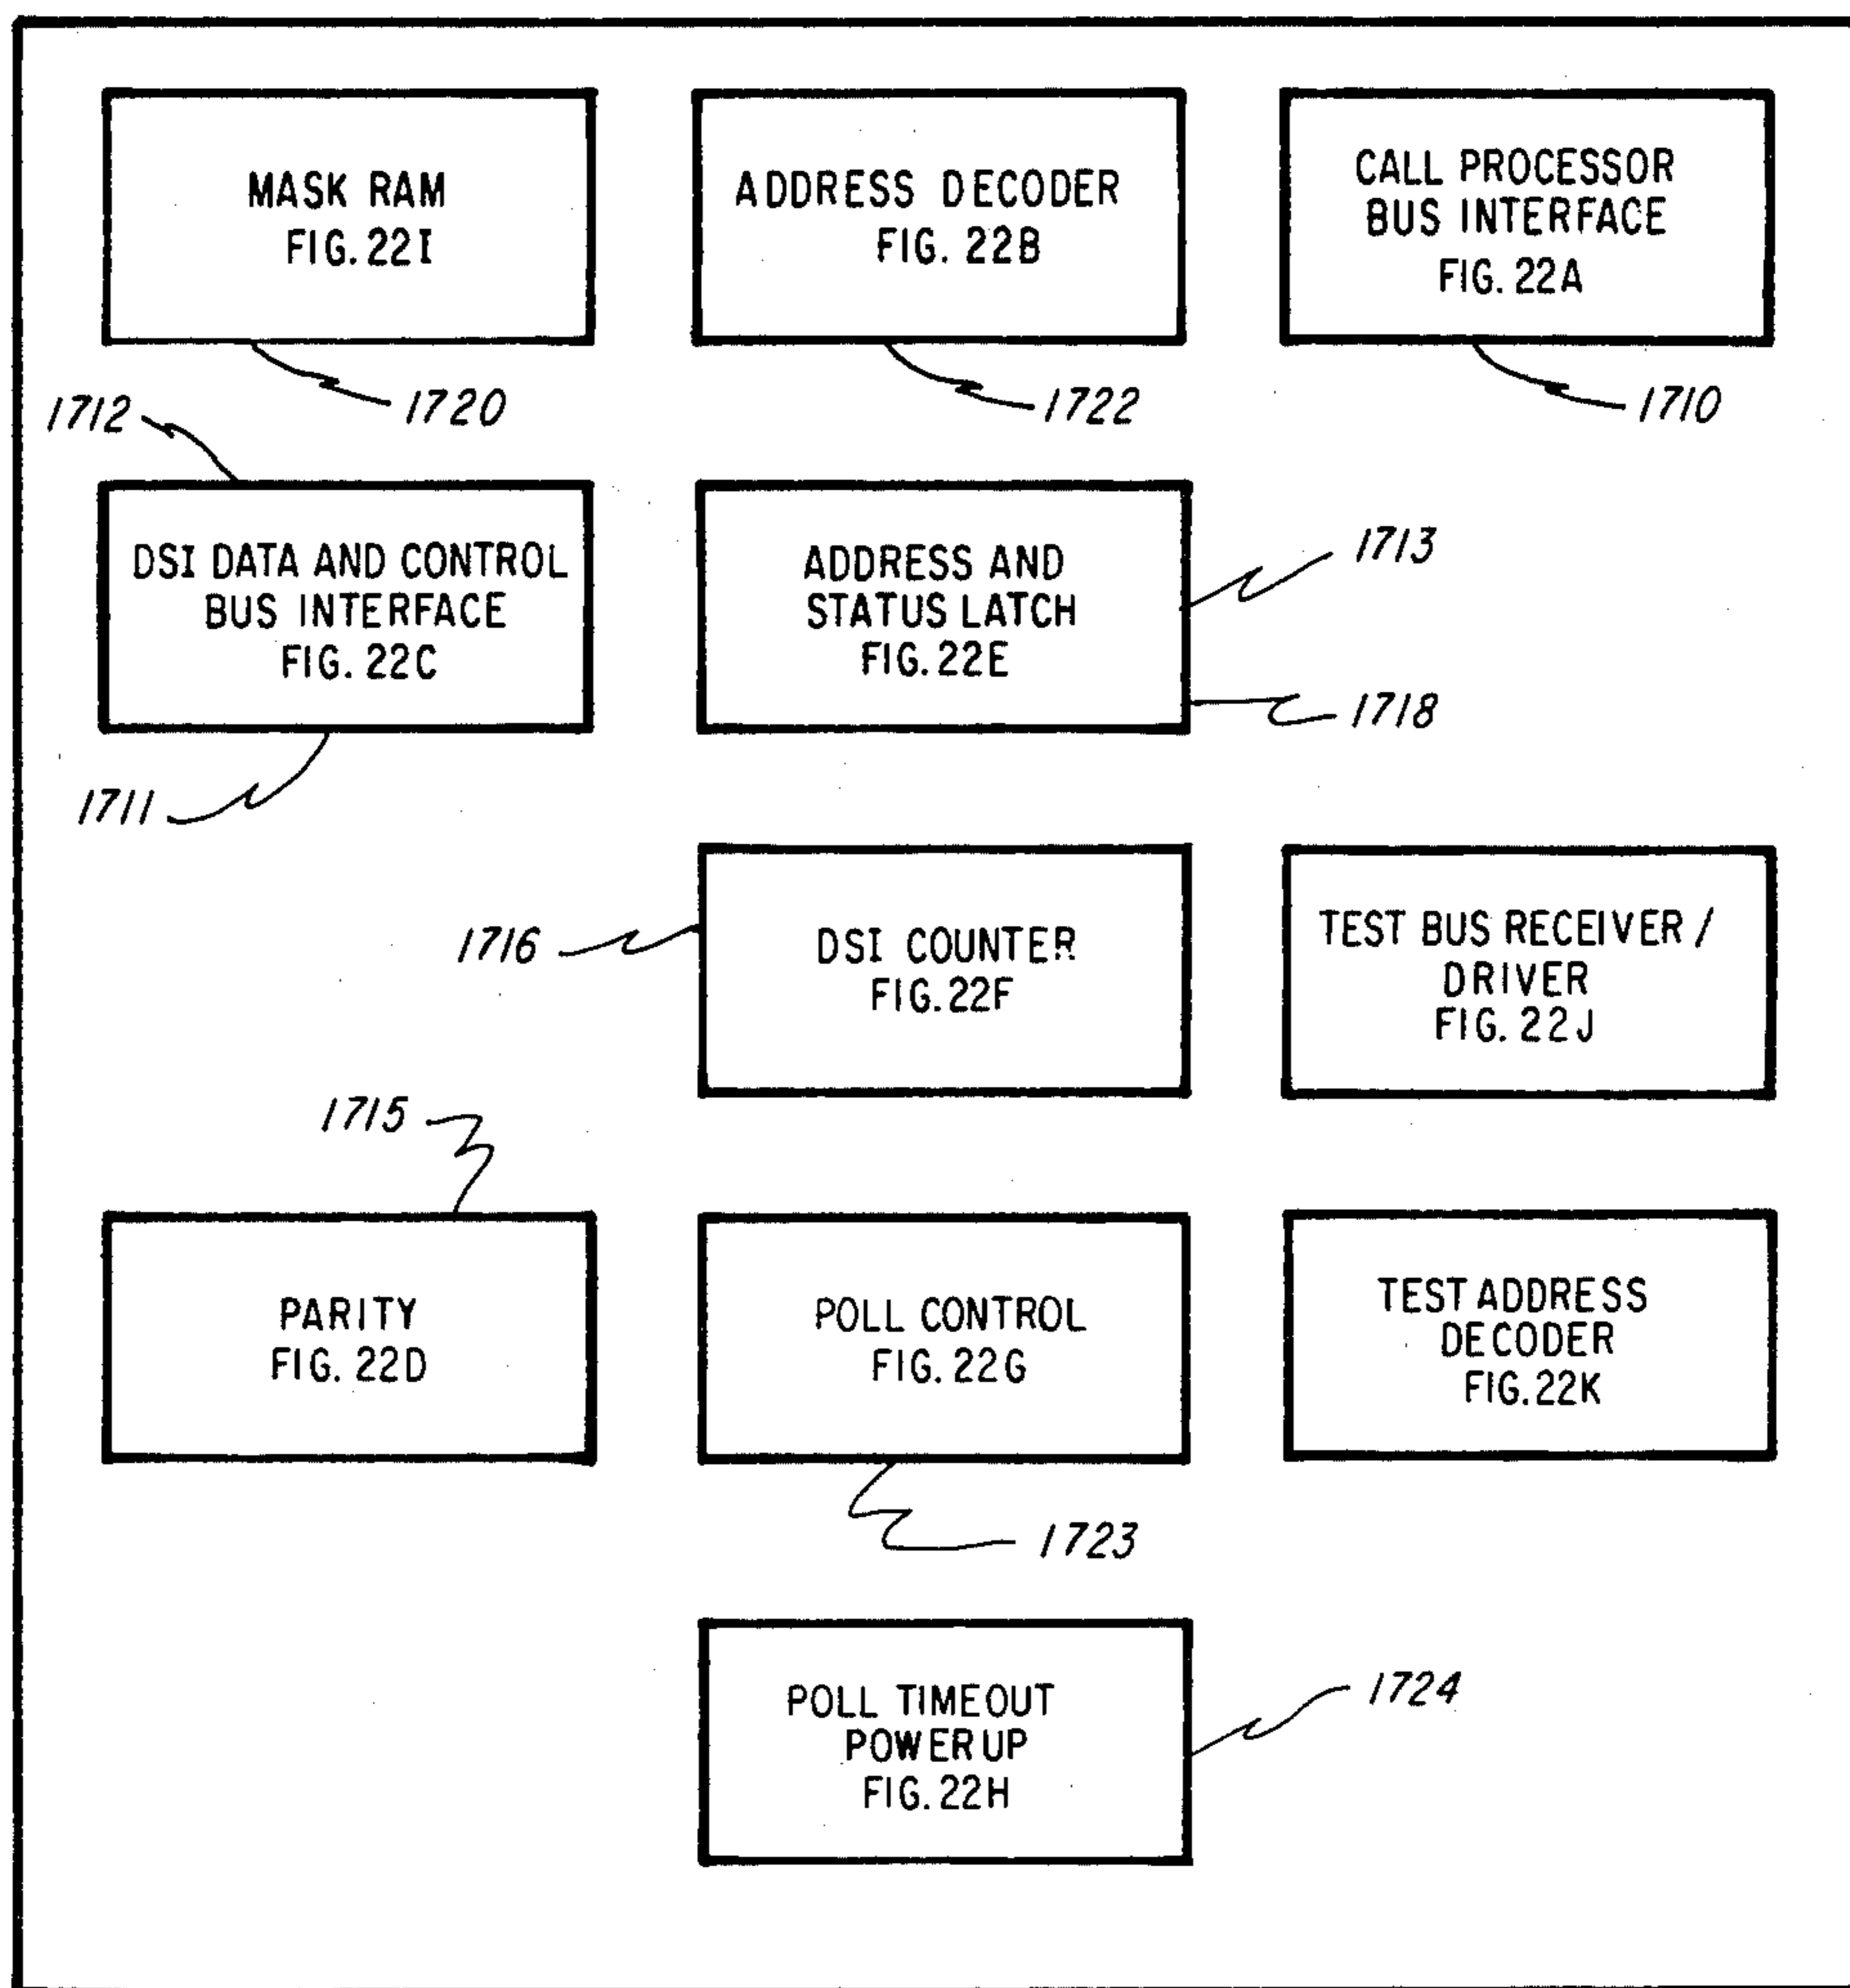 MASK RAM
FIG. 22I
1720
ADDRESS DECODER
FIG. 22B
1722
CALL PROCESSOR
BUS INTERFACE
FIG. 22A
1710
1712
DSI DATA AND CONTROL
BUS INTERFACE
FIG. 22C
1711
ADDRESS AND
STATUS LATCH
FIG. 22E
1713
1718
1716
DSI COUNTER
FIG. 22F
TEST BUS RECEIVER /
DRIVER
FIG. 22J
1715
PARITY
FIG. 22D
POLL CONTROL
FIG. 22G
1723
TEST ADDRESS
DECODER
FIG. 22K
POLL TIMEOUT
POWER UP
FIG. 22H
1724